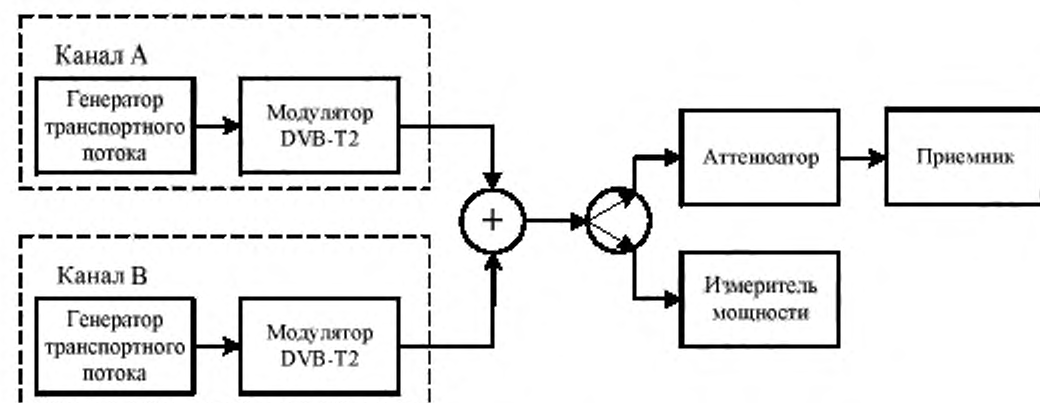 Канал А
Генератор
транспортного
потока
Модулятор
DVB-T2
+
Аттенюатор
Приемник
Канал В
Генератор
транспортного
потока
Модулятор
DVB-T2
Измеритель
мощности